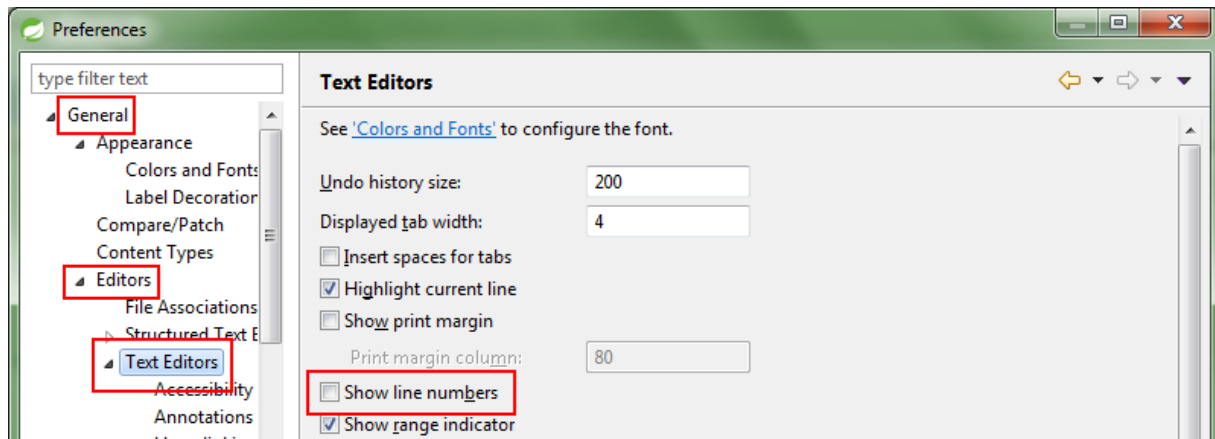 Preferences
type filter text
General
Appearance
Colors and Fonts
Label Decoration
Compare/Patch
Content Types
Editors
File Associations
Structured Text E
Text Editors
Accessibility
Annotations
Text Editors
See 'Colors and Fonts' to configure the font.
Undo history size: 200
Displayed tab width: 4
Insert spaces for tabs
Highlight current line
Show print margin
Print margin column: 80
Show line numbers
Show range indicator